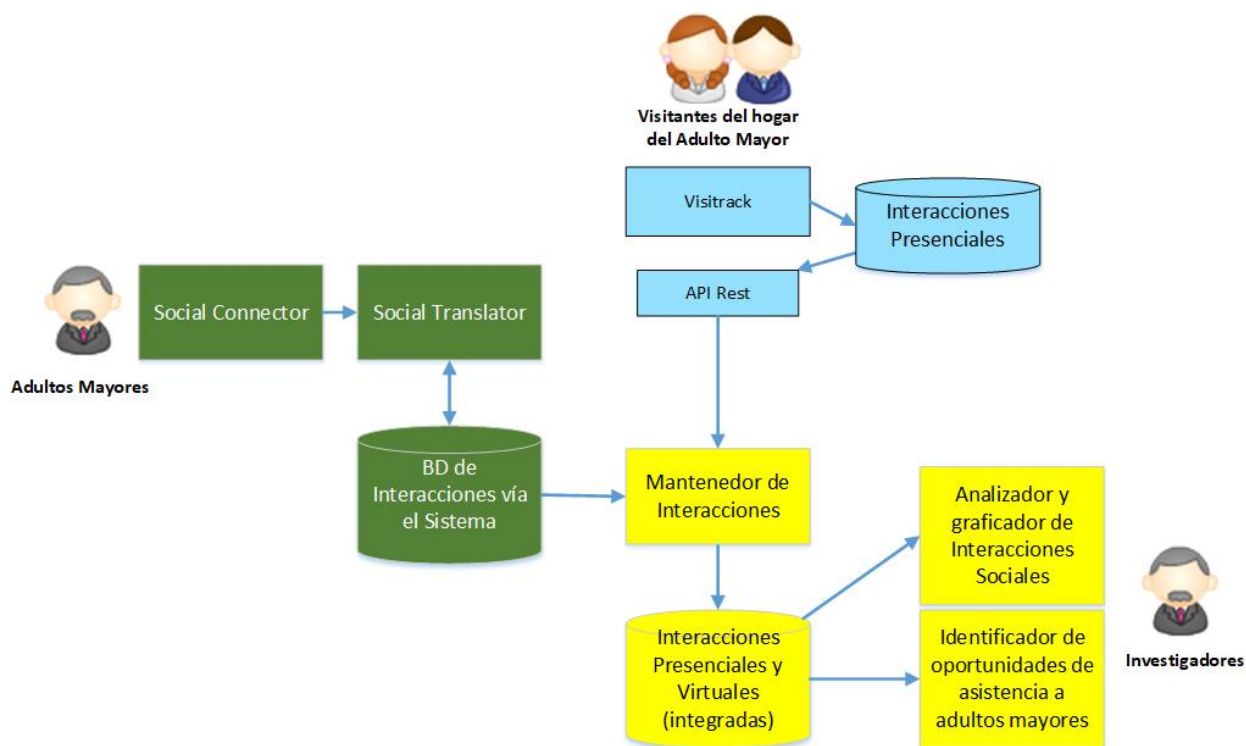 Visitantes del hogar
del Adulto Mayor
Visitrack
Interacciones
Presenciales
API Rest
Social Connector
Social Translator
Adultos Mayores
BD de
Interacciones vía
el Sistema
Mantenedor de
Interacciones
Analizador y
graficador de
Interacciones
Sociales
Interacciones
Presenciales y
Virtuales
(integradas)
Identificador de
oportunidades de
asistencia a
adultos mayores
Investigadores